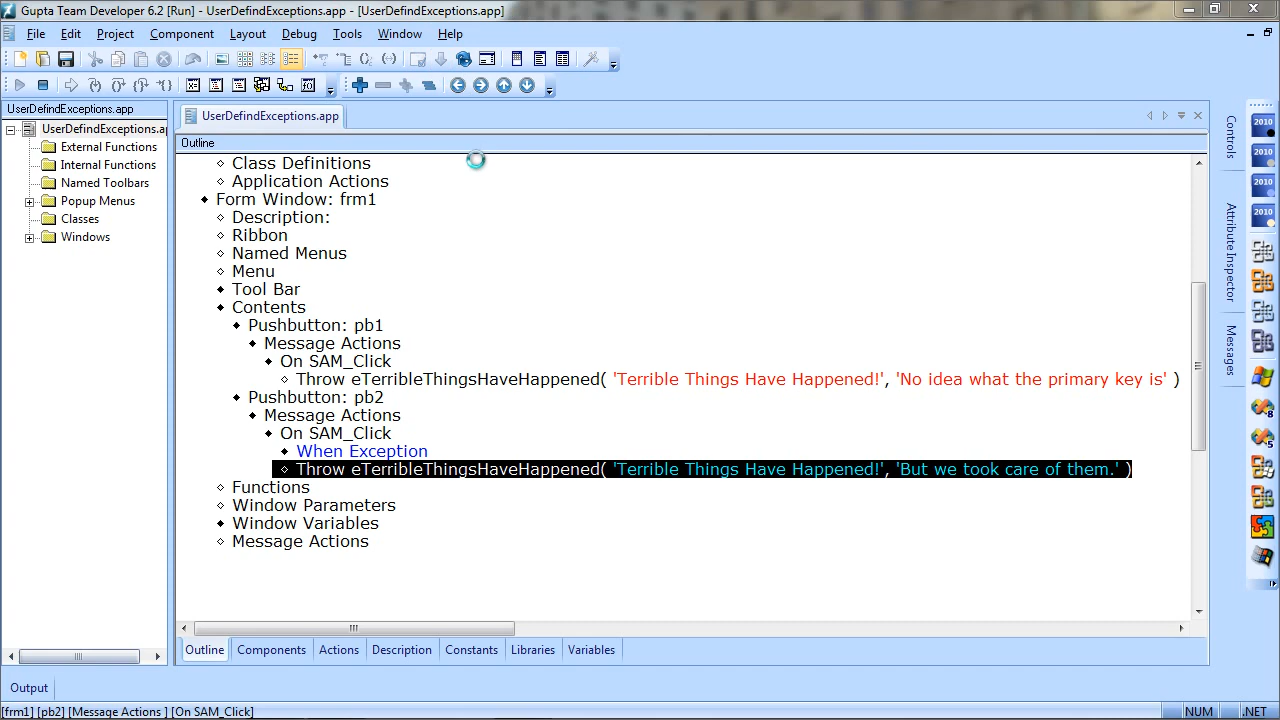 Gupta Team Developer 6.2 [Run] - UserDefindExceptions.app - [UserDefindExceptions.app]
File Edit Project Component Layout Debug Tools Window Help
UserDefindExceptions.app
UserDefindExceptions.ap
External Functions
Internal Functions
Named Toolbars
Popup Menus
Classes
Windows
UserDefindExceptions.app
Outline
Class Definitions
Application Actions
Form Window: frm1
Description:
Ribbon
Named Menus
Menu
Tool Bar
Contents
Pushbutton: pb1
Message Actions
On SAM_Click
Throw eTerribleThingsHaveHappened( 'Terrible Things Have Happened!', 'No idea what the primary key is' )
Pushbutton: pb2
Message Actions
On SAM_Click
When Exception
Throw eTerribleThingsHaveHappened( 'Terrible Things Have Happened!', 'But we took care of them.' )
Functions
Window Parameters
Window Variables
Message Actions
Outline Components Actions Description Constants Libraries Variables
Controls
Attribute Inspector
Messages
2010
2010
2010
2010
Output
[frm1] [pb2] [Message Actions ] [On SAM_Click]
NUM .NET